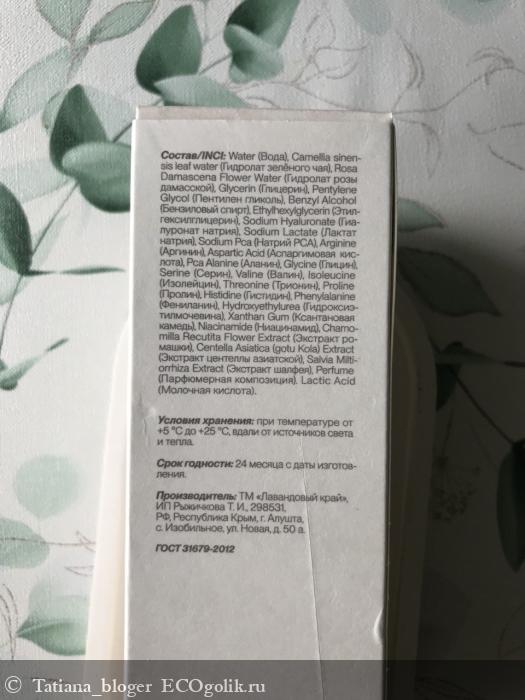 Состав/INCI: Water (Вода), Camellia sinen-
sis leaf water (Гидролат зелёного чая), Rosa
Damascena Flower Water (Гидролат розы
дамасской), Glycerin (Глицерин), Pentylene
Glycol (Пентилен гликоль), Benzyl Alcohol
(Бензиловый спирт), Ethylhexylglycerin (Этил-
гексилглицерин), Sodium Hyaluronate (Гиа-
луронат натрия), Sodium Lactate (Лактат
натрия), Sodium Pca (Натрий PCA), Arginine
(Аргинин), Aspartic Acid (Аспаргимовая кис-
лота), Pca Alanine (Аланин), Glycine (Глицин),
Serine (Серин), Valine (Валин), Isoleucine
(Изолейцин), Threonine (Трионин), Proline
(Пролин), Histidine (Гистидин), Phenylalanine
(Фениланин), Hydroxyethylurea (Гидроксиэ-
тилмочевина), Xanthan Gum (Ксантановая
камедь), Niacinamide (Ниацинамид), Chamo-
milla Recutita Flower Extract (Экстракт ро-
машки), Centella Asiatica (gotu Kola) Extract
(Экстракт центеллы азиатской), Salvia Milti-
orrhiza Extract (Экстракт шалфея), Perfume
(Парфюмерная композиция). Lactic Acid
(Молочная кислота).
Условия хранения: при температуре от
+5 °С до +25 °С, вдали от источников света
и тепла.
Срок годности: 24 месяца с даты изготов-
ления.
Производитель: ТМ «Лавандовый край»,
ИП Рыжичкова Т. И., 298531,
РФ, Республика Крым, г. Алушта,
с. Изобильное, ул. Новая, д. 50 а.
ГОСТ 31679-2012
© Tatiana_bloger ECOgolik.ru